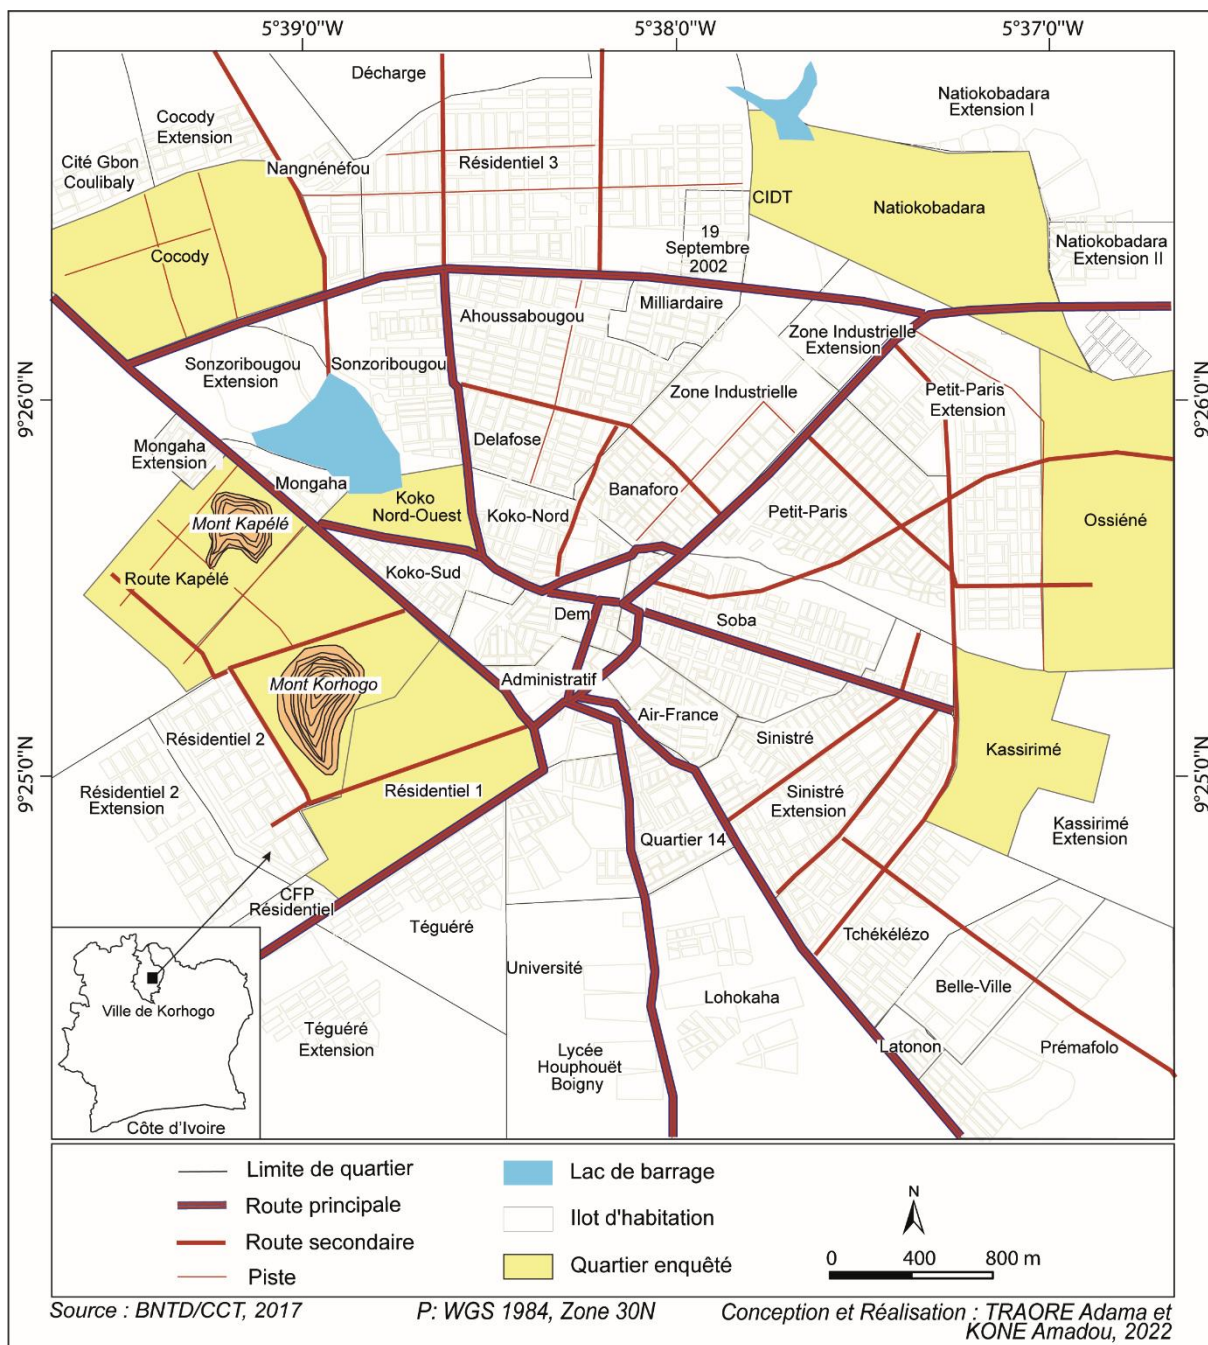 5°39'0"W
5°38'0"W
5°37'0"W
Décharge
Cocody
Extension
Natiokobadara
Extension I
Cité Gbon
Coulibaly
Nangnénéfou
Résidentiel 3
CIDT
Natiokobadara
19
Septembre
2002
Natiokobadara
Extension II
Cocody
Milliardaire
Ahoussabougou
Zone Industrielle
Extension
Sonzoribougou
Extension
Sonzoribougou
Zone Industrielle
Petit-Paris
Extension
9°26'0"N
9°26'0"N
Mongaha
Extension
Delafose
Mongaha
Koko
Nord-Ouest
Koko-Nord
Banaforo
Petit-Paris
Ossiéné
Mont Kapélé
Route Kapélé
Koko-Sud
Dem
Soba
Mont Korhogo
Administratif
Air-France
Sinistré
Kassirimé
Résidentiel 2
9°25'0"N
9°25'0"N
Résidentiel 2
Extension
Résidentiel 1
Sinistré
Extension
Quartier 14
Kassirimé
Extension
CFP
Résidentiel
Téguéré
Tchékélézo
Université
Lohokaha
Belle-Ville
Ville de Korhogo
Téguéré
Extension
Lycée
Houphouët
Boigny
Latonon
Prémafolo
Côte d'Ivoire
Limite de quartier
Route principale
Route secondaire
Piste
Lac de barrage
Ilot d'habitation
Quartier enquêté
N
0 400 800 m
Source : BNTD/CCT, 2017 P: WGS 1984, Zone 30N Conception et Réalisation : TRAORE Adama et
KONE Amadou, 2022